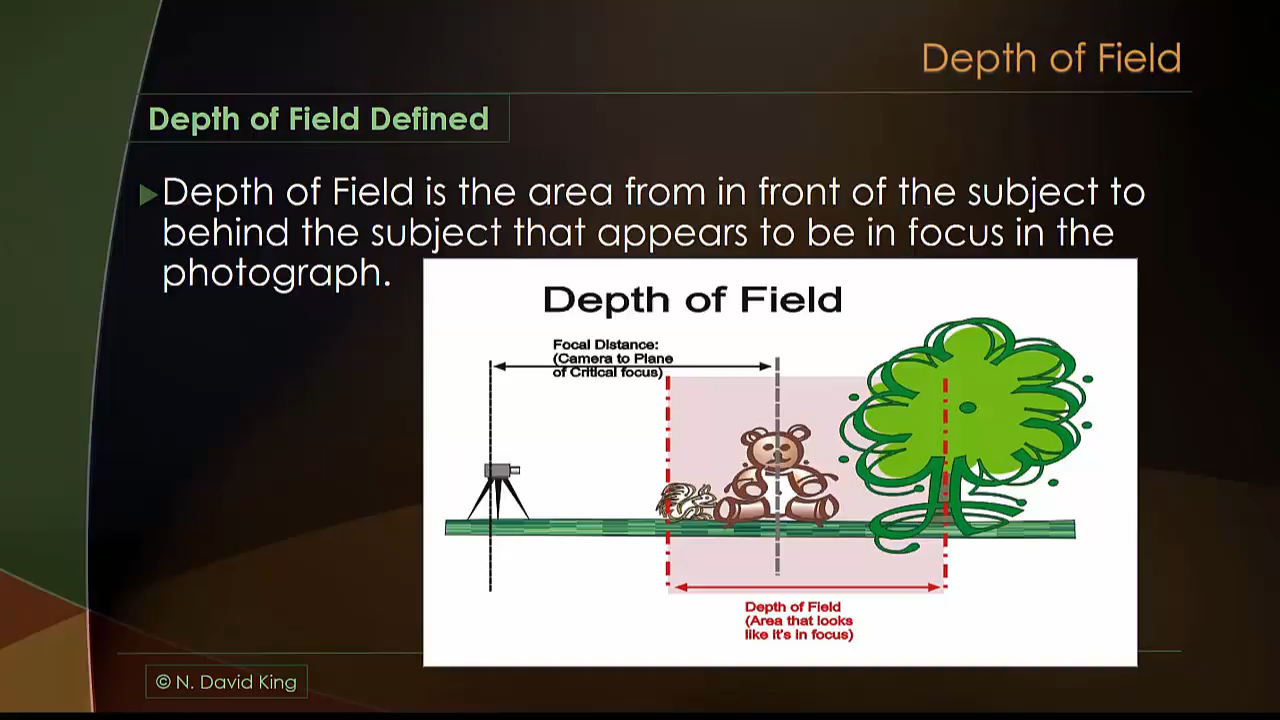 Depth of Field
Depth of Field Defined
Depth of Field is the area from in front of the subject to
behind the subject that appears to be in focus in the
photograph.
Depth of Field
Focal Distance:
(Camera to Plane
of Critical focus)
Depth of Field
(Area that looks
like it's in focus)
© N. David King